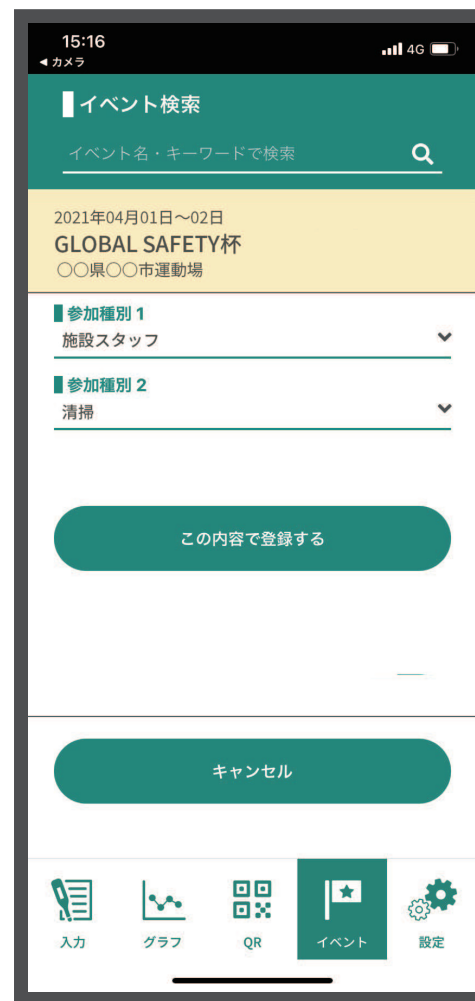 15:16
4G
◀ カメラ
イベント検索
イベント名・キーワードで検索
2021年04月01日～02日
GLOBAL SAFETY杯
〇〇県〇〇市運動場
参加種別 1
施設スタッフ
参加種別 2
清掃
この内容で登録する
キャンセル
入力
グラフ
QR
イベント
設定